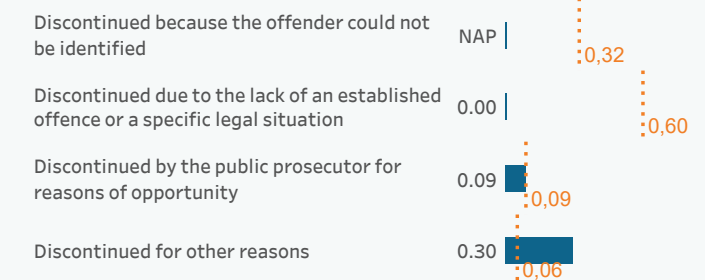 Discontinued because the offender could not
be identified
NAP
0,32
Discontinued due to the lack of an established
offence or a specific legal situation
0.00
0,60
Discontinued by the public prosecutor for
reasons of opportunity
0.09
0,09
Discontinued for other reasons
0.30
0,06